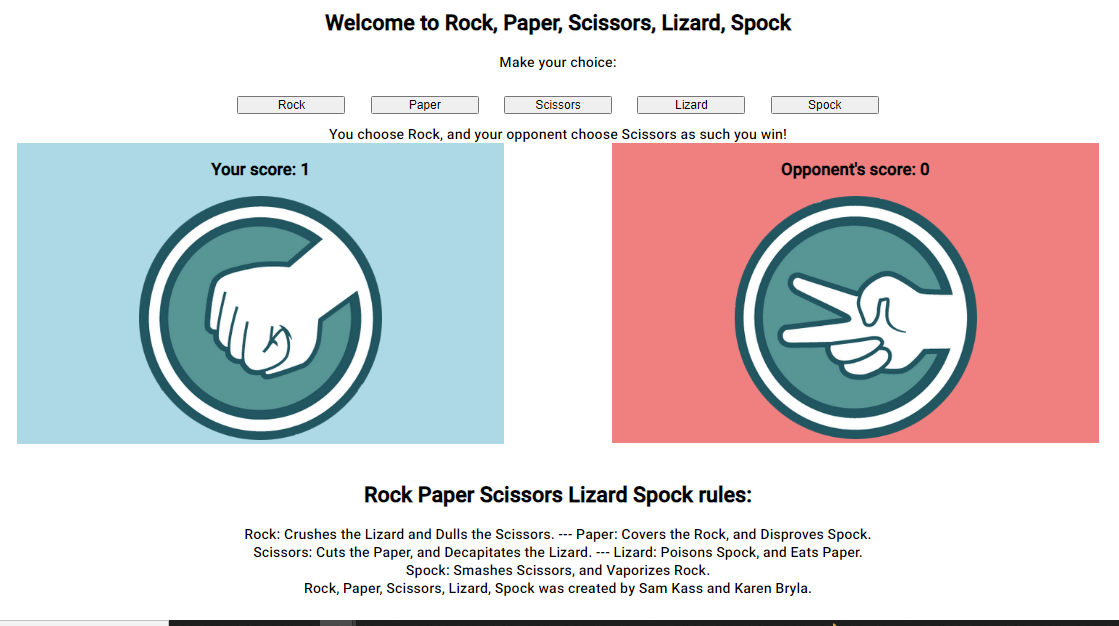 Welcome to Rock, Paper, Scissors, Lizard, Spock
Make your choice:
Rock
Paper
Scissors
Lizard
Spock
You choose Rock, and your opponent choose Scissors as such you win!
Your score: 1
Opponent's score: 0
Rock Paper Scissors Lizard Spock rules:
Rock: Crushes the Lizard and Dulls the Scissors. --- Paper: Covers the Rock, and Disproves Spock.
Scissors: Cuts the Paper, and Decapitates the Lizard. --- Lizard: Poisons Spock, and Eats Paper.
Spock: Smashes Scissors, and Vaporizes Rock.
Rock, Paper, Scissors, Lizard, Spock was created by Sam Kass and Karen Bryla.